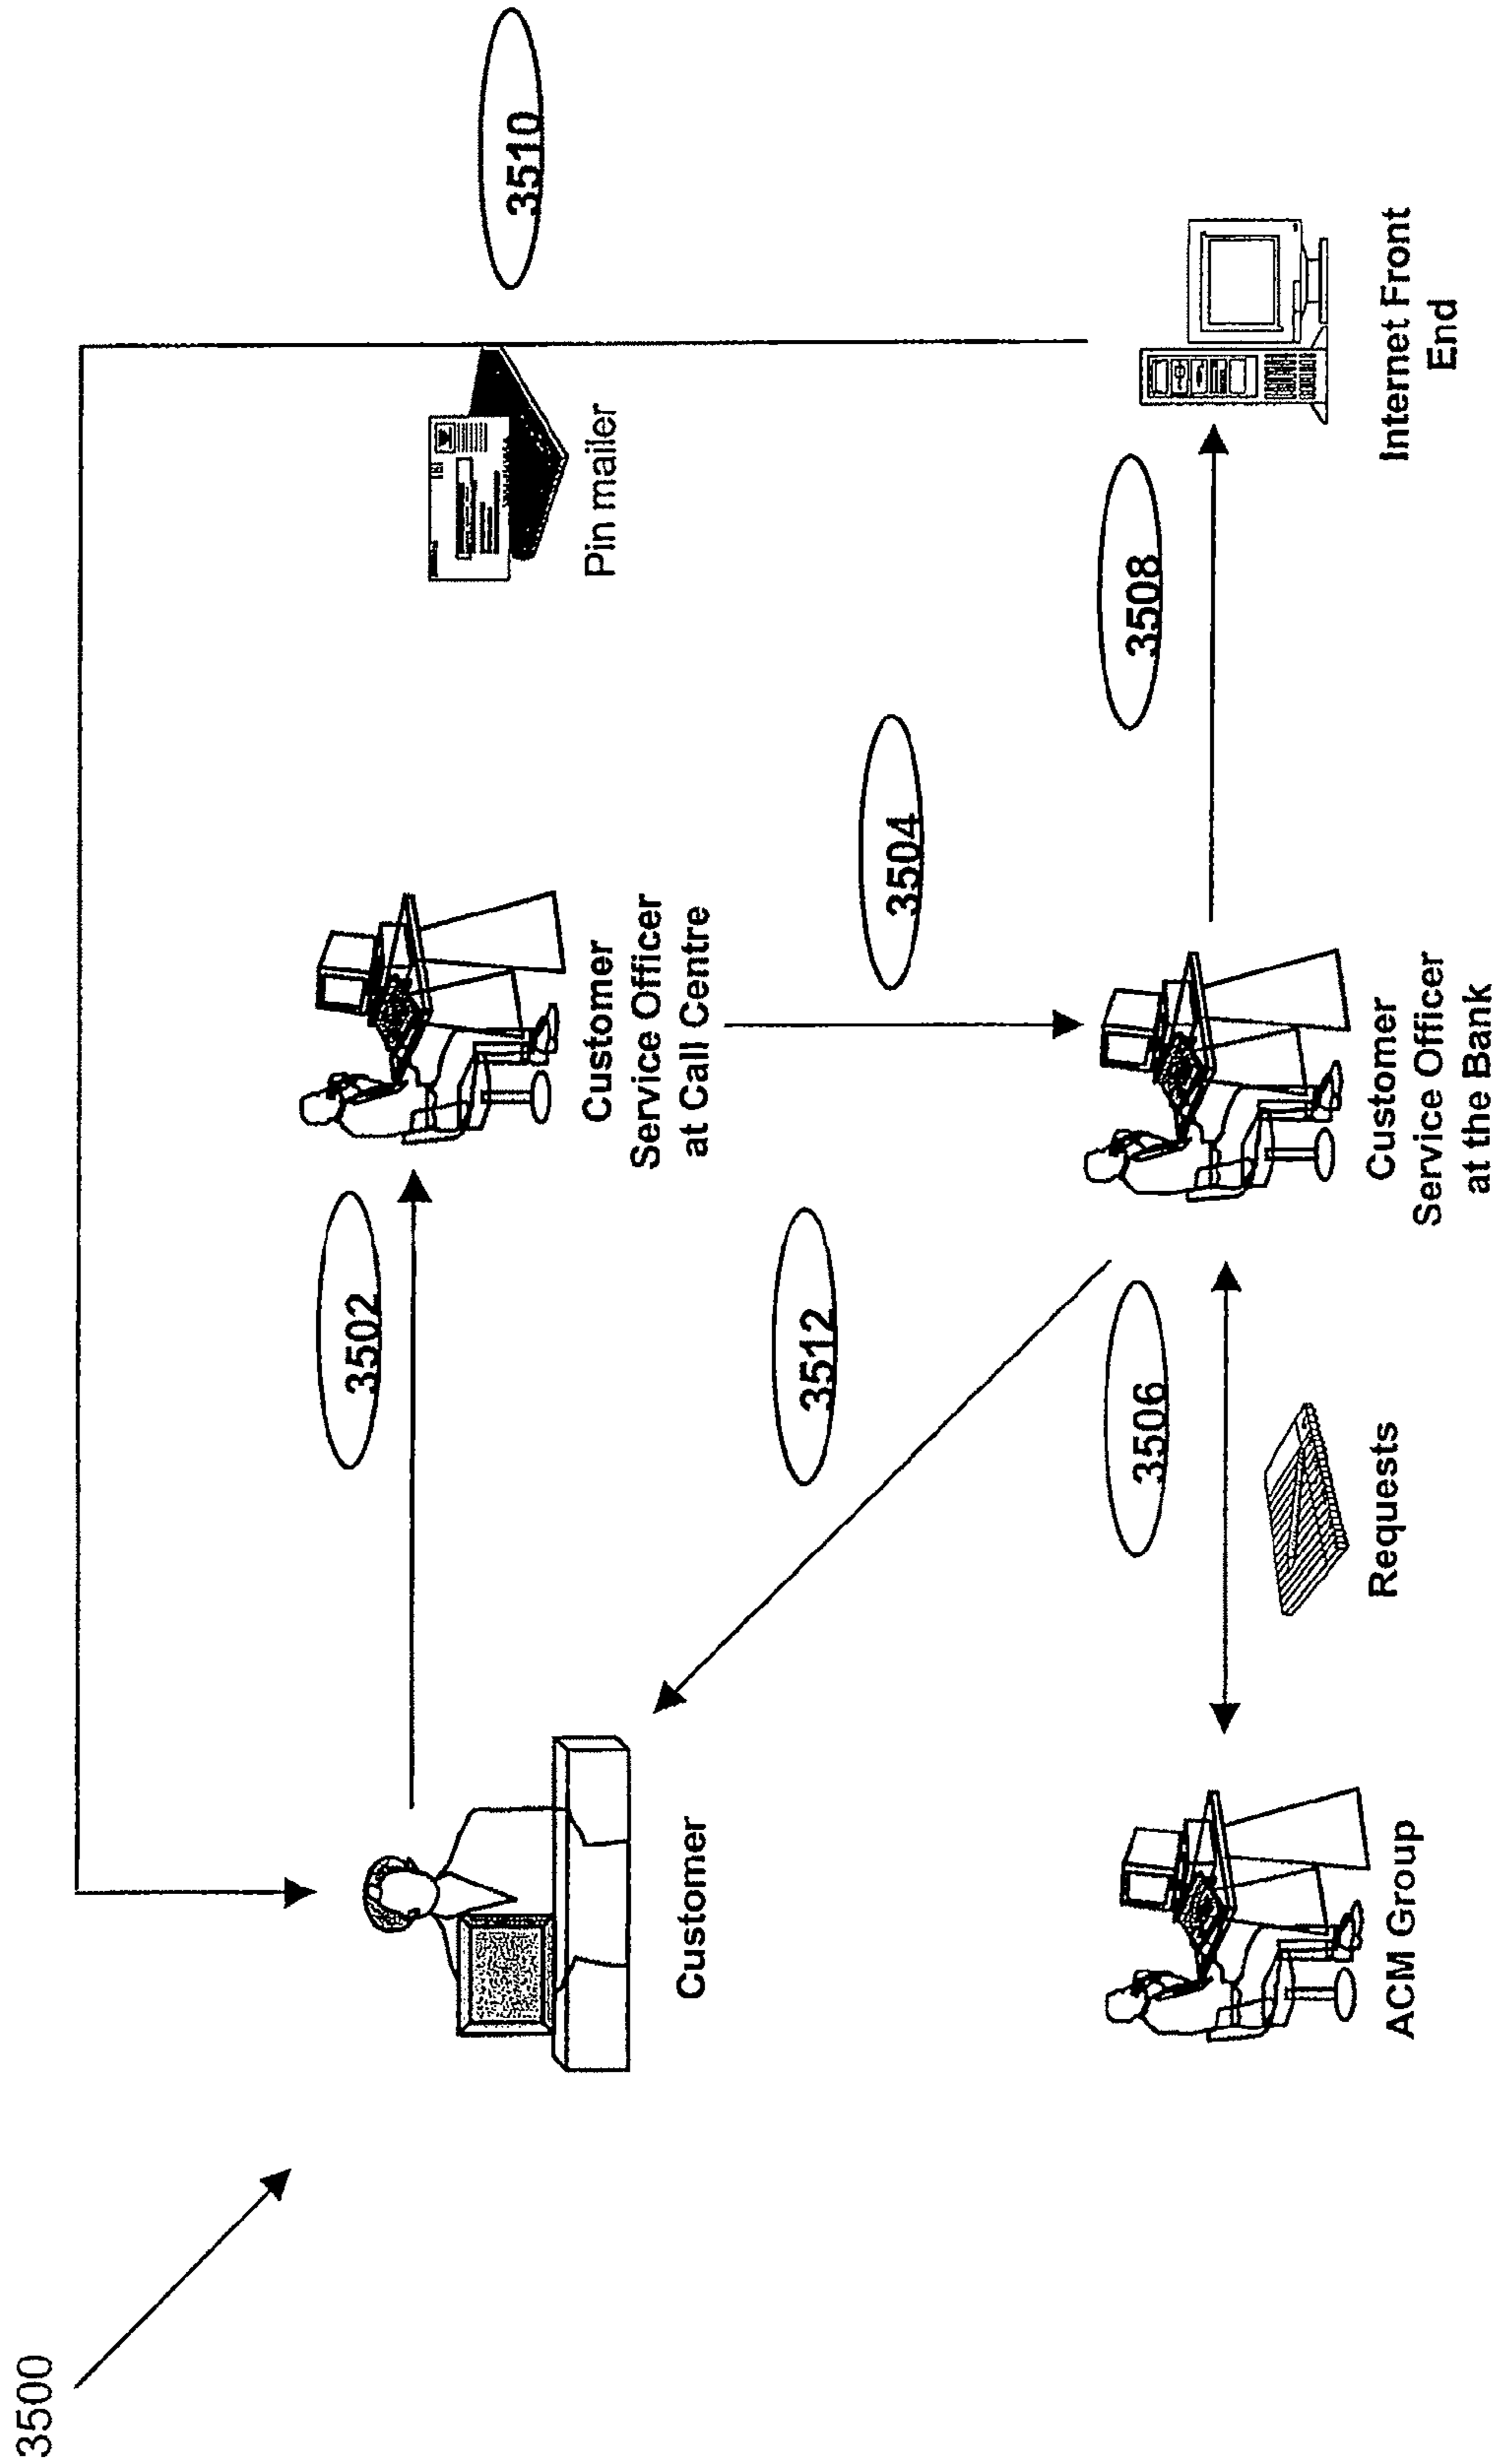 3500
3502
3510
Customer
Customer
Service Officer
at Call Centre
Pin mailer
3512
3504
3506
3508
ACM Group
Requests
Customer
Service Officer
at the Bank
Internet Front
End